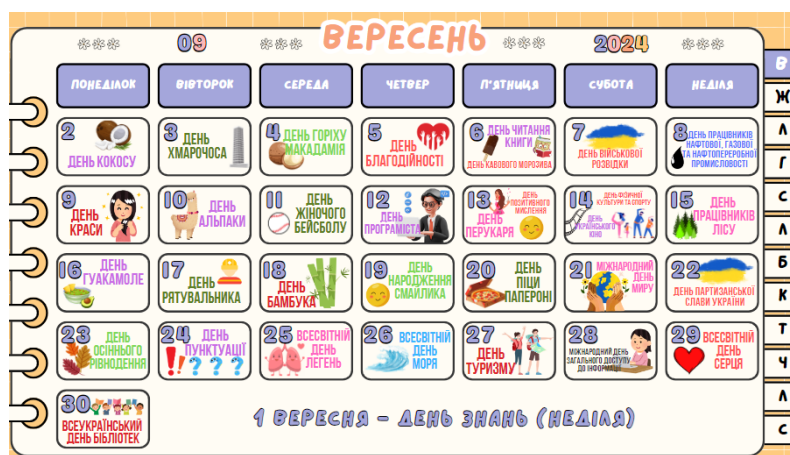 09
ВЕРЕСЕНЬ
2024
ПОНЕДІЛОК
ВІВТОРОК
СЕРЕДА
ЧЕТВЕР
П'ЯТНИЦЯ
СУБОТА
НЕДІЛЯ
2
ДЕНЬ КОКОСУ
3
ДЕНЬ
ХМАРОЧОСА
4
ДЕНЬ ГОРІХУ
МАКАДАМІЯ
5
ДЕНЬ
БЛАГОДІЙНОСТІ
6
ДЕНЬ ЧИТАННЯ
КНИГИ
ДЕНЬ КАВОВОГО МОРОЗИВА
7
ДЕНЬ ВІЙСЬКОВОЇ
РОЗВІДКИ
8
ДЕНЬ ПРАЦІВНИКІВ
НАФТОВОЇ, ГАЗОВОЇ
ТА НАФТОПЕРЕРОБНОЇ
ПРОМИСЛОВОСТІ
9
ДЕНЬ
КРАСИ
10
ДЕНЬ
АЛЬПАКИ
11
ДЕНЬ
ЖІНОЧОГО
БЕЙСБОЛУ
12
ДЕНЬ
ПРОГРАМІСТА
13
ДЕНЬ
ПОЗИТИВНОГО
МИСЛЕННЯ
ДЕНЬ
ПЕРУКАРЯ
14
ДЕНЬ ФІЗИЧНОЇ
КУЛЬТУРИ ТА СПОРТУ
ДЕНЬ
УКРАЇНСЬКОГО
КІНО
15
ДЕНЬ
ПРАЦІВНИКІВ
ЛІСУ
16
ДЕНЬ
ГУАКАМОЛЕ
17
ДЕНЬ
РЯТУВАЛЬНИКА
18
ДЕНЬ
БАМБУКА
19
ДЕНЬ
НАРОДЖЕННЯ
СМАЙЛИКА
20
ДЕНЬ
ПІЦИ
ПАПЕРОНІ
21
МІЖНАРОДНИЙ
ДЕНЬ
МИРУ
22
ДЕНЬ ПАРТИЗАНСЬКОЇ
СЛАВИ УКРАЇНИ
23
ДЕНЬ
ОСІННЬОГО
РІВНОДЕННЯ
24
ДЕНЬ
ПУНКТУАЦІЇ
25
ВСЕСВІТНІЙ
ДЕНЬ
ЛЕГЕНЬ
26
ВСЕСВІТНІЙ
ДЕНЬ
МОРЯ
27
ДЕНЬ
ТУРИЗМУ
28
МІЖНАРОДНИЙ ДЕНЬ
ЗАГАЛЬНОГО ДОСТУПУ
ДО ІНФОРМАЦІЇ
29
ВСЕСВІТНІЙ
ДЕНЬ
СЕРЦЯ
30
ВСЕУКРАЇНСЬКИЙ
ДЕНЬ БІБЛІОТЕК
1 ВЕРЕСНЯ - ДЕНЬ ЗНАНЬ (НЕДІЛЯ)
В
Ж
Л
Г
С
Л
Б
К
Т
Ч
Л
С